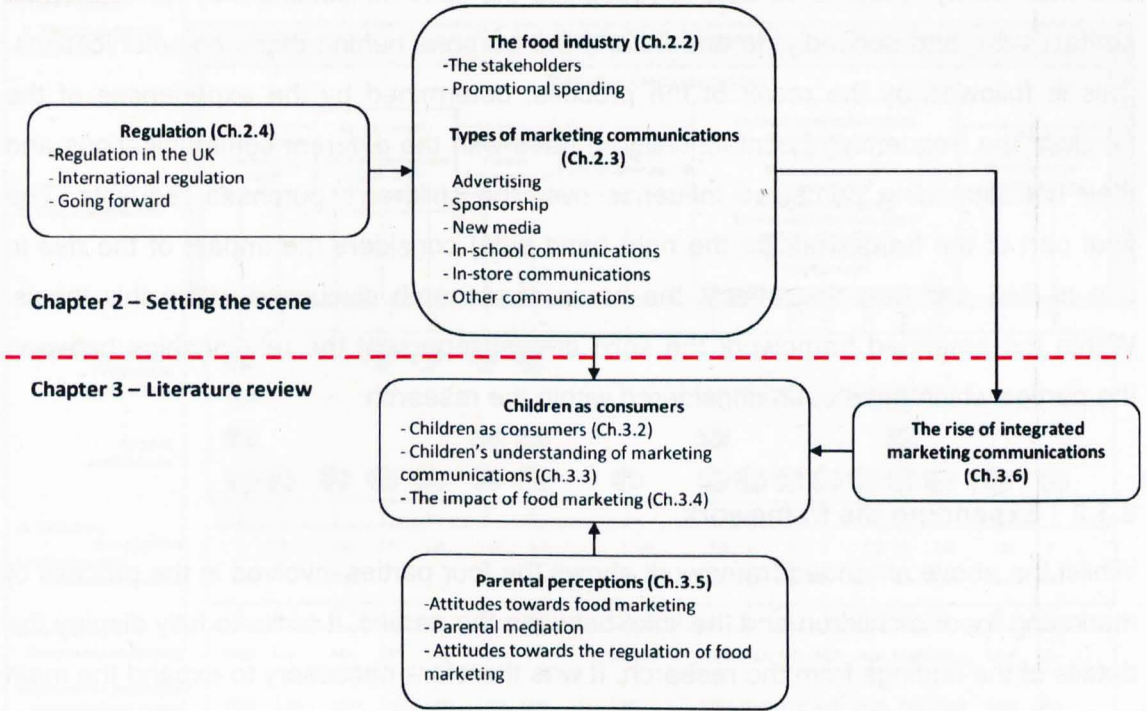 The food industry (Ch.2.2)
-The stakeholders
- Promotional spending
Types of marketing communications
(Ch.2.3)
- Advertising
- Sponsorship
- New media
- In-school communications
- In-store communications
- Other communications
Regulation (Ch.2.4)
-Regulation in the UK
- International regulation
- Going forward
Chapter 2 – Setting the scene
Chapter 3 – Literature review
Children as consumers
- Children as consumers (Ch.3.2)
- Children's understanding of marketing
communications(Ch.3.3)
- The impact of food marketing (Ch.3.4)
The rise of integrated
marketing communications
(Ch.3.6)
Parental perceptions (Ch.3.5)
-Attitudes towards food marketing
- Parental mediation
- Attitudes towards the regulation of food
marketing